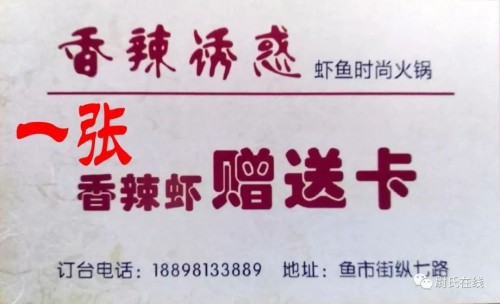 香辣诱惑 虾鱼时尚火锅
一张
香辣虾赠送卡
订台电话：18898133889 地址：鱼市街纵七路
尉氏在线